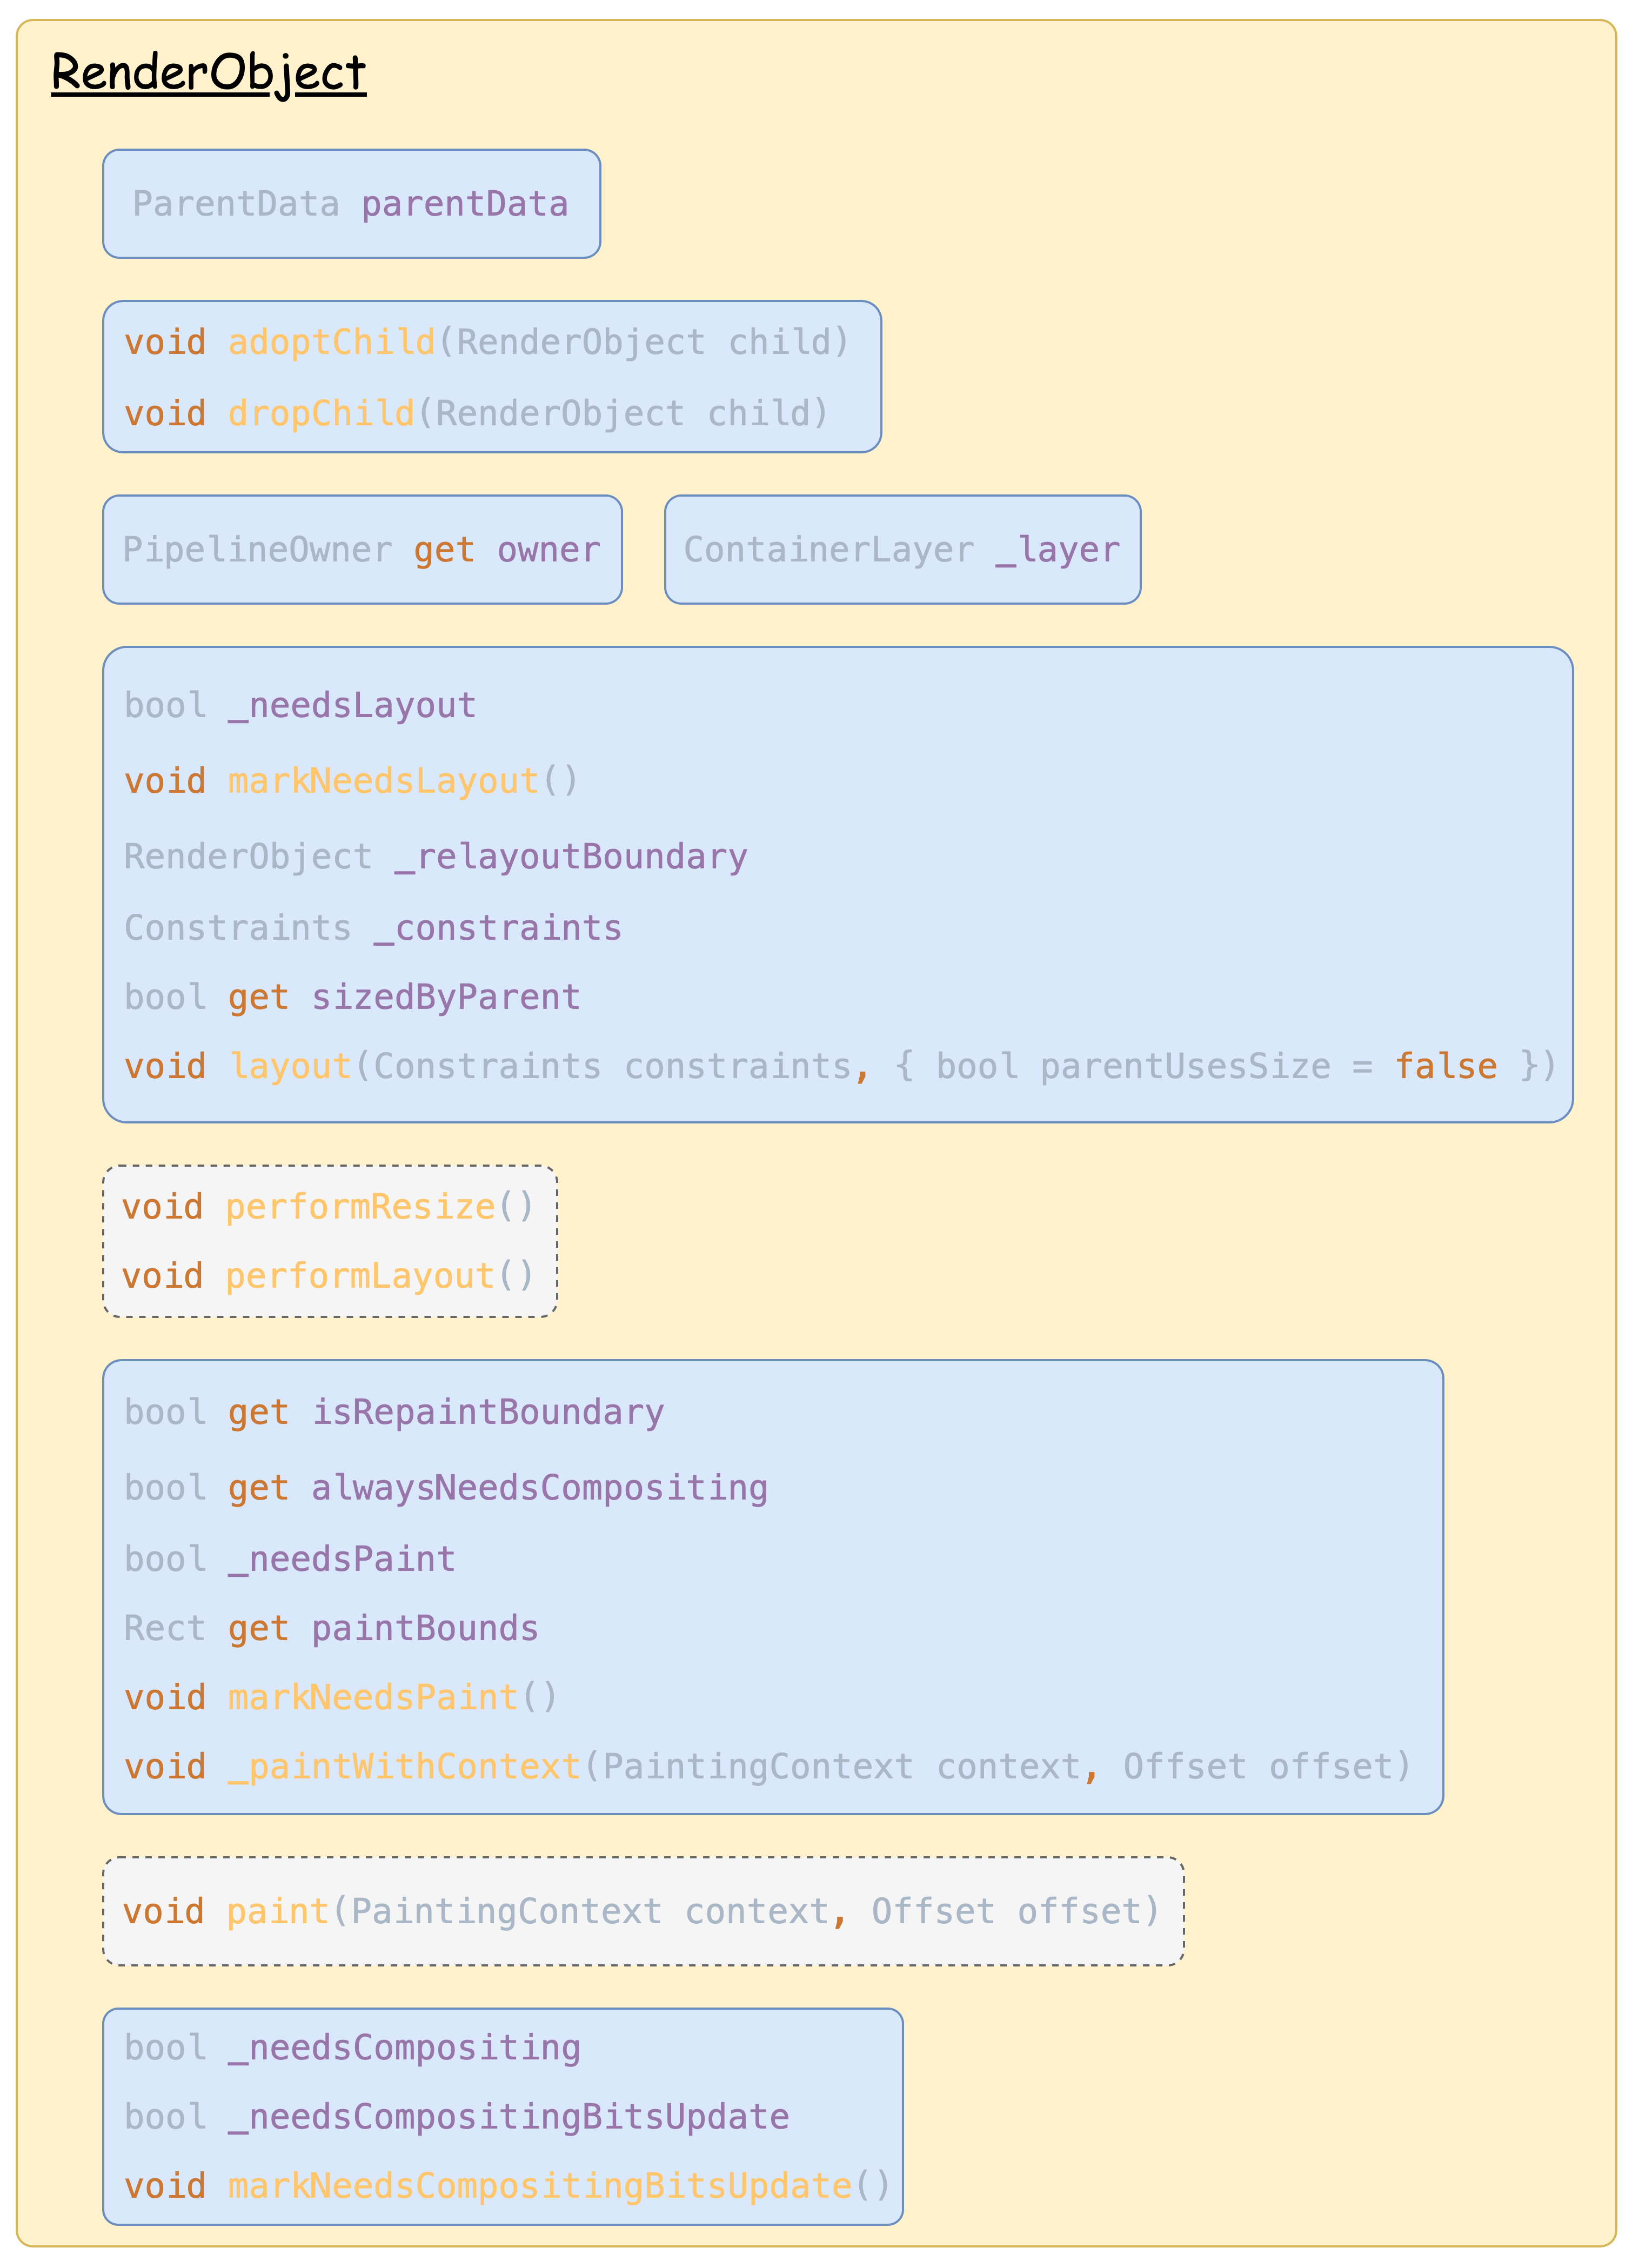 RenderObject
ParentData parentData
void adoptChild(RenderObject child)
void dropChild(RenderObject child)
PipelineOwner get owner
ContainerLayer _layer
bool _needsLayout
void markNeedsLayout()
RenderObject _relayoutBoundary
Constraints _constraints
bool get sizedByParent
void layout(Constraints constraints, { bool parentUsesSize = false })
void performResize()
void performLayout()
bool get isRepaintBoundary
bool get alwaysNeedsCompositing
bool _needsPaint
Rect get paintBounds
void markNeedsPaint()
void _paintWithContext(PaintingContext context, Offset offset)
void paint(PaintingContext context, Offset offset)
bool _needsCompositing
bool _needsCompositingBitsUpdate
void markNeedsCompositingBitsUpdate()